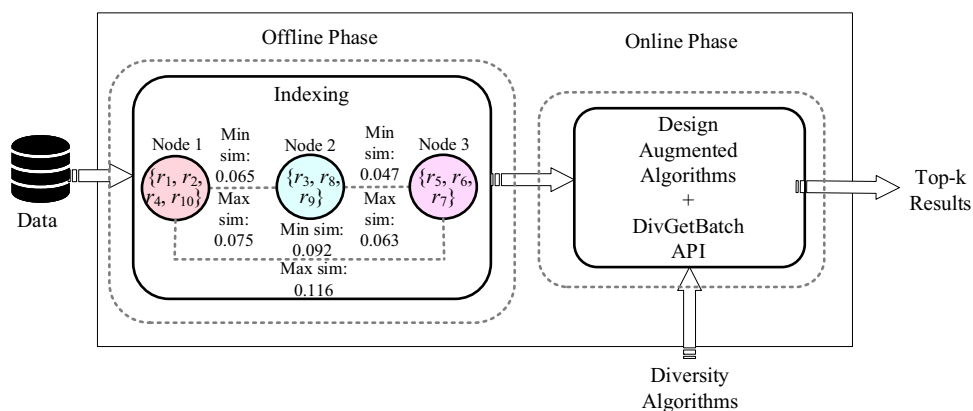 Offline Phase
Online Phase
Indexing
Node 1
Min
sim:
0.065
Node 2
Min
sim:
0.047
Node 3
{r1, r2,
r4, r10}
{r3, r8,
r9}
{r5, r6,
r7}
Max
sim:
0.075
Min sim:
0.092
Max
sim:
0.063
Max sim:
0.116
Data
Design
Augmented
Algorithms
+
DivGetBatch
API
Top-k
Results
Diversity
Algorithms